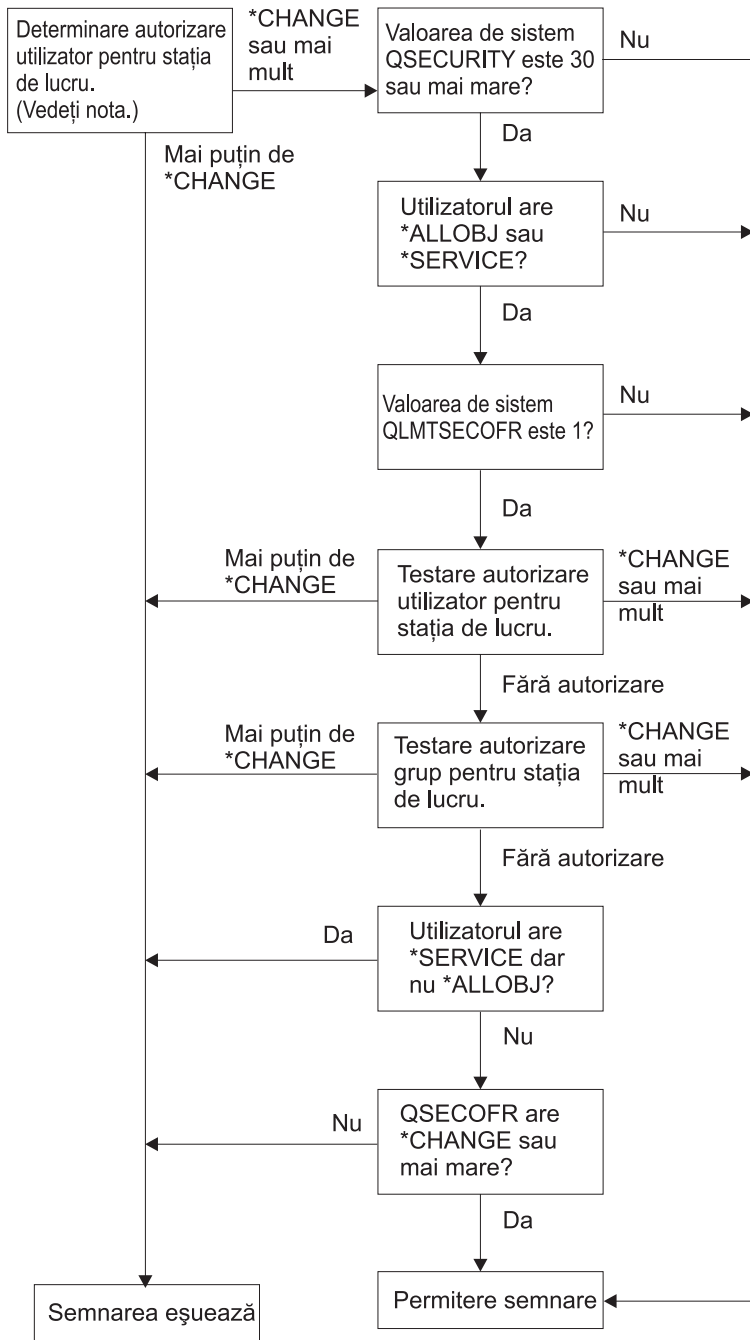 Determinare autorizare
utilizator pentru stația
de lucru.
(Vedeți nota.)
*CHANGE
sau mai
mult
Valoarea de sistem
QSECURITY este 30
sau mai mare?
Nu
Mai puțin de
*CHANGE
Da
Utilizatorul are
*ALLOBJ sau
*SERVICE?
Nu
Da
Valoarea de sistem
QLMTSECOFR este 1?
Nu
Da
Mai puțin de
*CHANGE
Testare autorizare
utilizator pentru
stația de lucru.
*CHANGE
sau mai
mult
Fără autorizare
Mai puțin de
*CHANGE
Testare autorizare
grup pentru stația
de lucru.
*CHANGE
sau mai
mult
Fără autorizare
Da
Utilizatorul are
*SERVICE dar
nu *ALLOBJ?
Nu
Nu
QSECOFR are
*CHANGE sau
mai mare?
Da
Semnarea eşuează
Permitere semnare